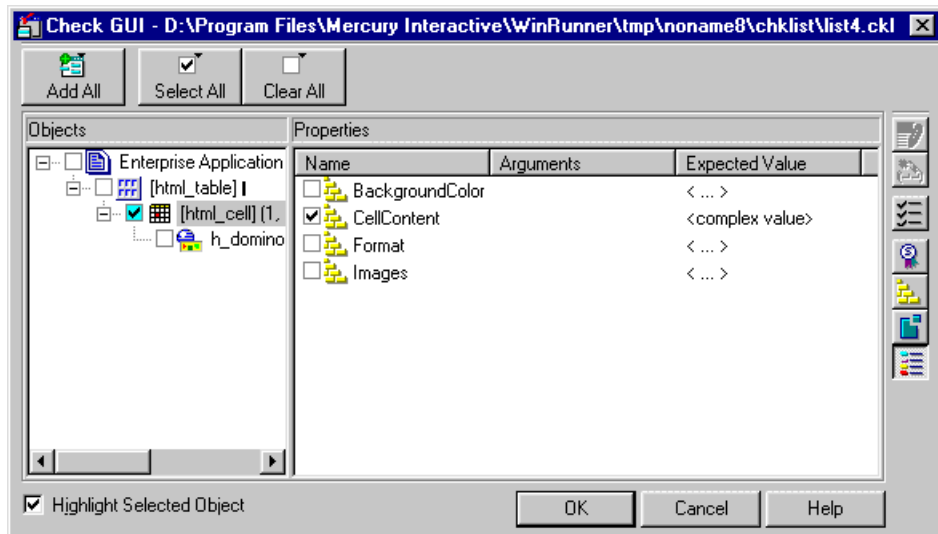 Check GUI - D:\Program Files\Mercury Interactive\WinRunner\tmp\noname8\chklist\list4.ckl
Add All Select All Clear All
Objects Properties
Enterprise Application
[html_table] I
[html_cell] (1,
h_domino
Name Arguments Expected Value
BackgroundColor < ... >
CellContent <complex value>
Format < ... >
Images < ... >
Highlight Selected Object OK Cancel Help